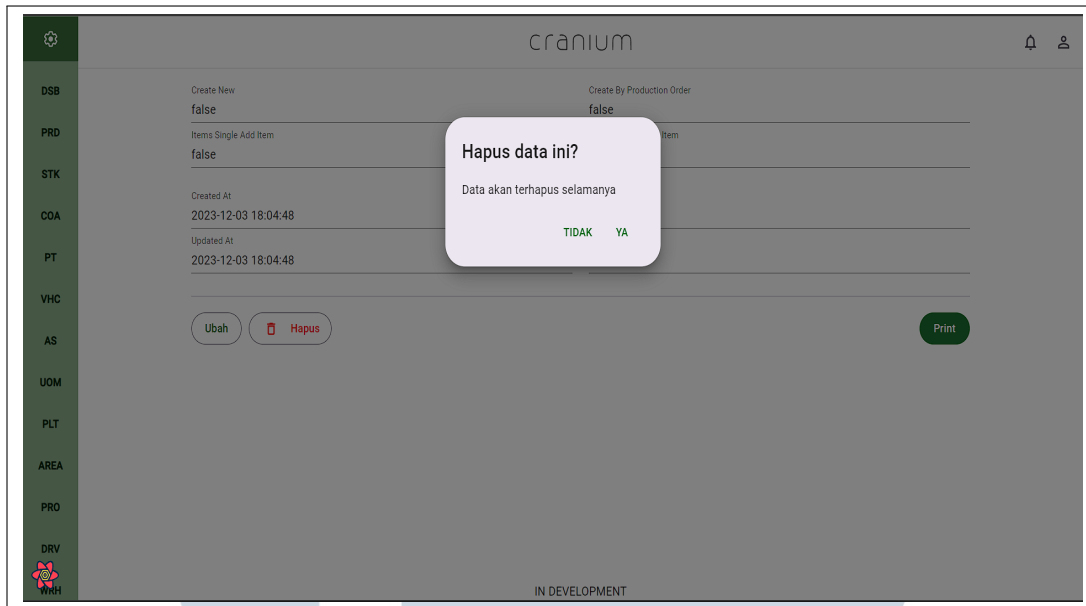 cranium
DSB
PRD
STK
COA
PT
VHC
AS
UOM
PLT
AREA
PRO
DRV
WRH
Create New
false
Create By Production Order
false
Items Single Add Item
false
Item
Created At
2023-12-03 18:04:48
Updated At
2023-12-03 18:04:48
Hapus data ini?
Data akan terhapus selamanya
TIDAK YA
Ubah Hapus Print
IN DEVELOPMENT